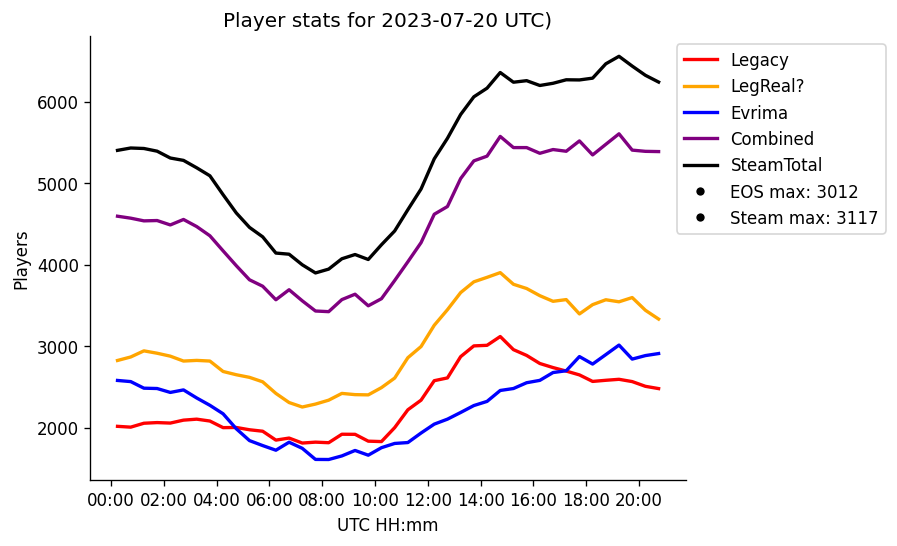 Player stats for 2023-07-20 UTC)
Legacy
LegReal?
Evrima
Combined
SteamTotal
EOS max: 3012
Steam max: 3117
Players
6000
5000
4000
3000
2000
00:00 02:00 04:00 06:00 08:00 10:00 12:00 14:00 16:00 18:00 20:00
UTC HH:mm